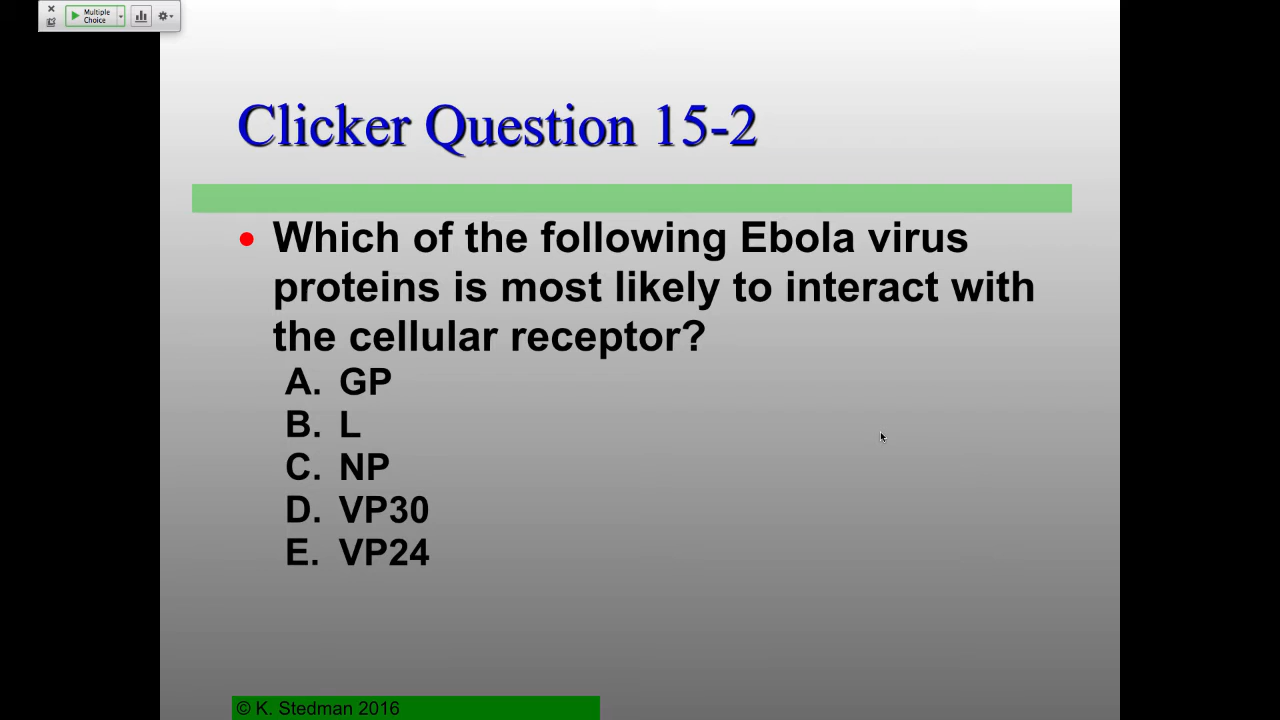 Multiple
Choice
Clicker Question 15-2
• Which of the following Ebola virus
proteins is most likely to interact with
the cellular receptor?
A. GP
B. L
C. NP
D. VP30
E. VP24
© K. Stedman 2016